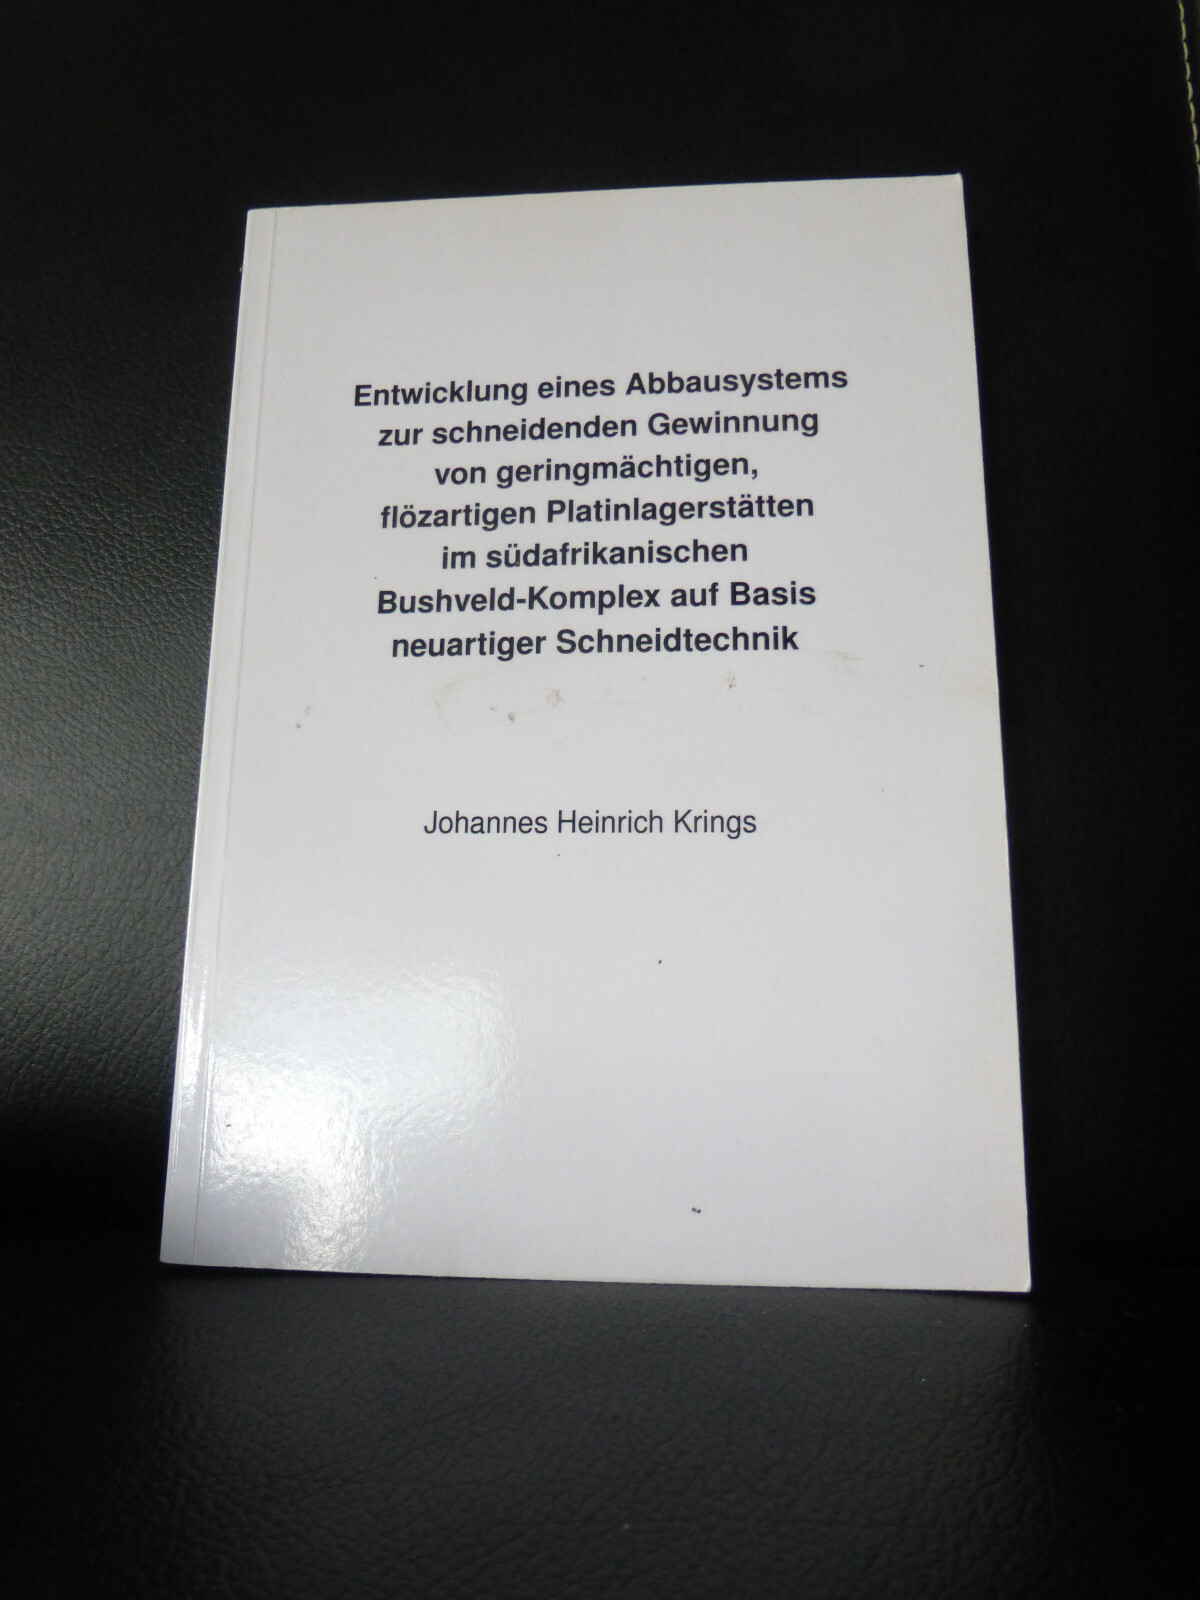 Entwicklung eines Abbausystems
zur schneidenden Gewinnung
von geringmächtigen,
flözartigen Platinlagerstätten
im südafrikanischen
Bushveld-Komplex auf Basis
neuartiger Schneidtechnik
Johannes Heinrich Krings